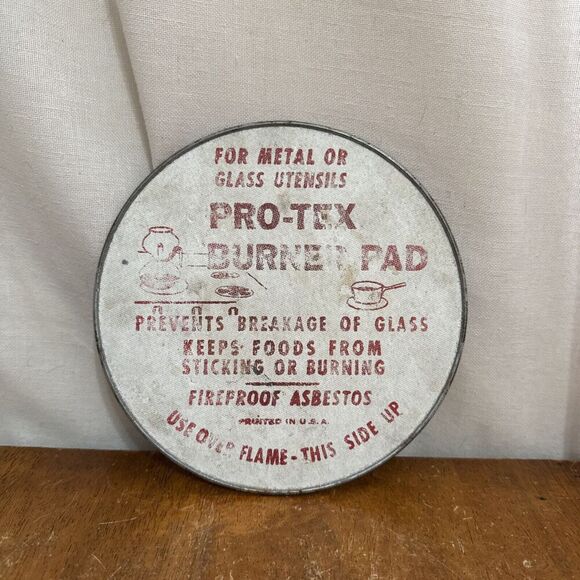 FOR METAL OR
GLASS UTENSILS
PRO-TEX
BURNER PAD
PREVENTS BREAKAGE OF GLASS
KEEPS FOODS FROM
STICKING OR BURNING
FIREPROOF ASBESTOS
PRINTED IN U.S.A.
USE OVER FLAME - THIS SIDE UP